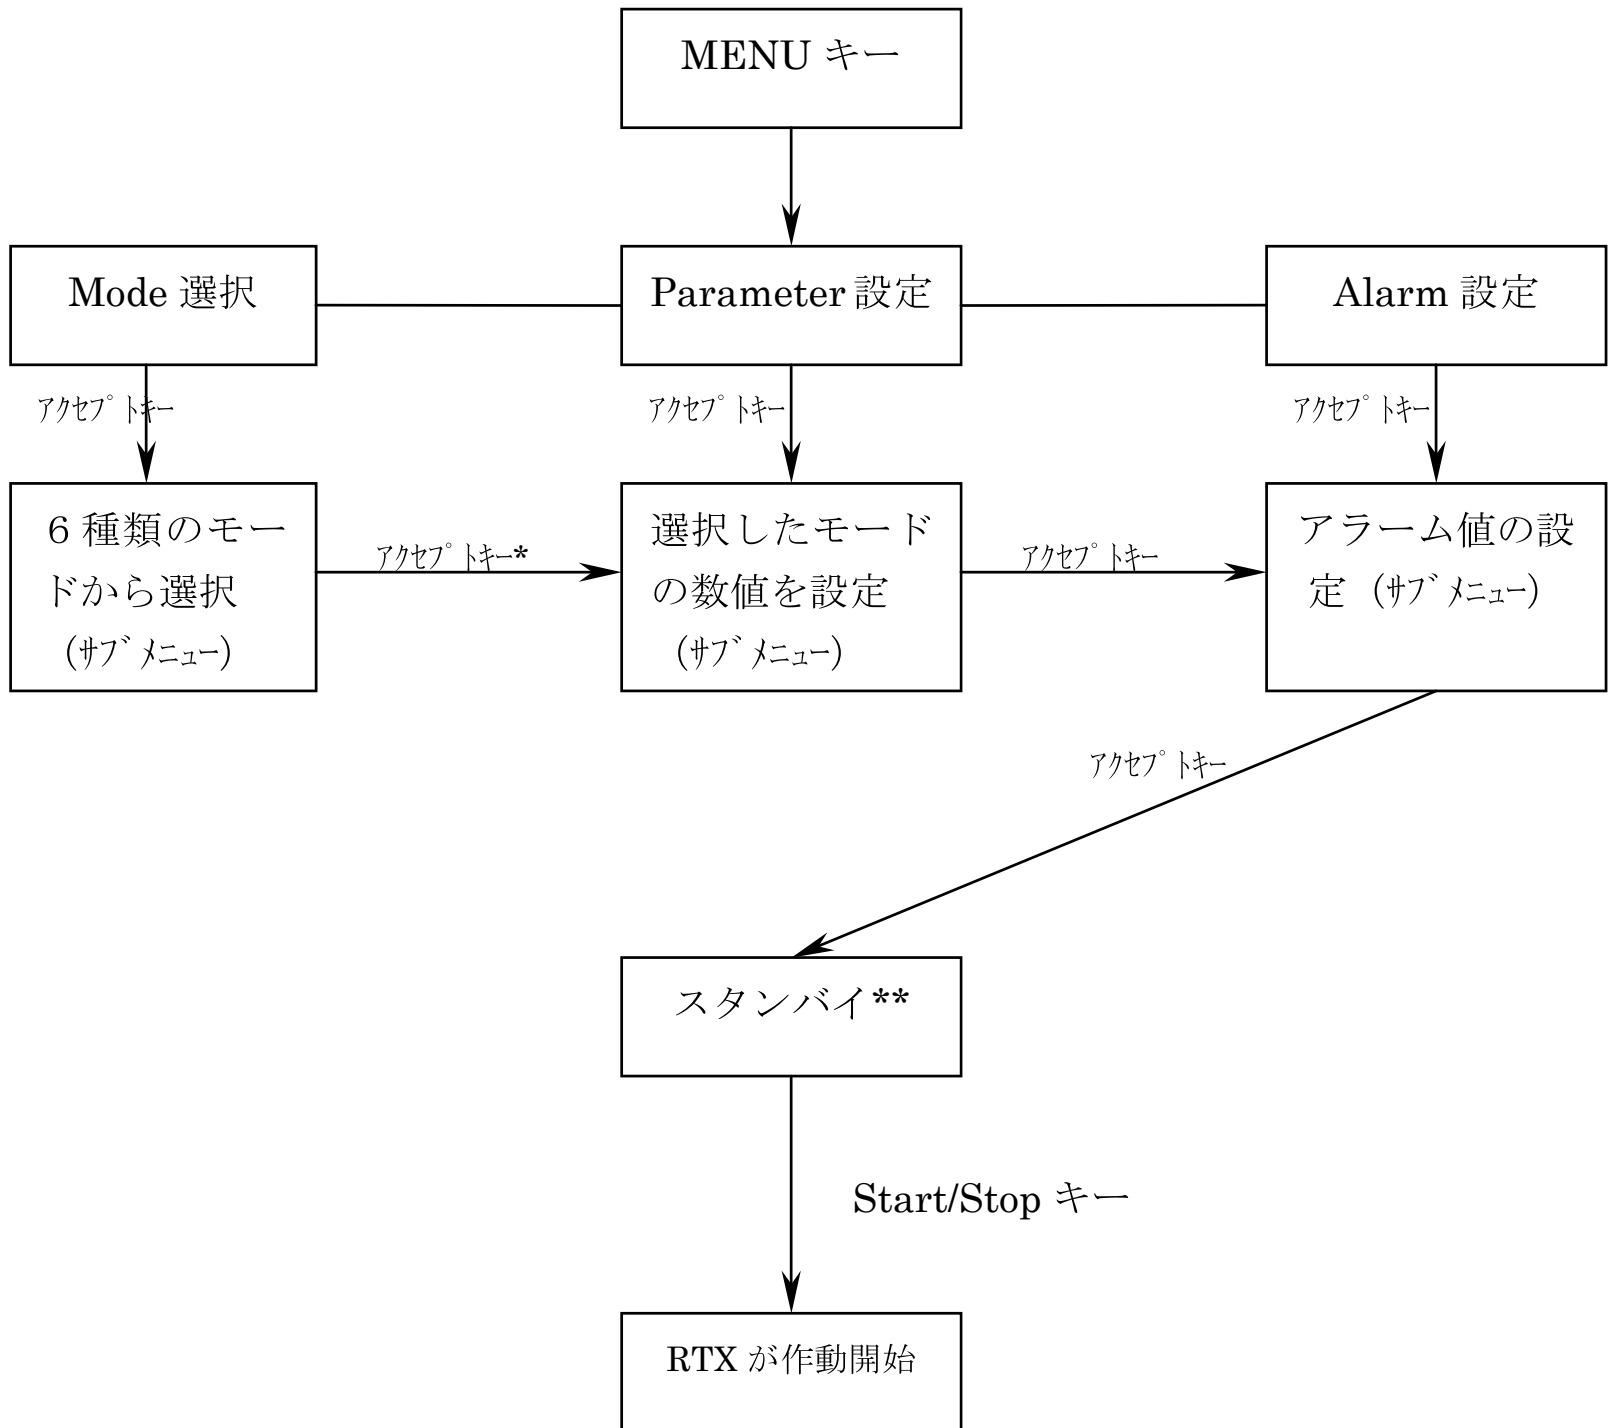 MENU キー
Mode 選択
Parameter 設定
Alarm 設定
ｱｸｾﾌﾟﾄｷｰ
ｱｸｾﾌﾟﾄｷｰ
ｱｸｾﾌﾟﾄｷｰ
６種類のモー
ドから選択
(ｻﾌﾞﾒﾆｭｰ)
ｱｸｾﾌﾟﾄｷｰ*
選択したモード
の数値を設定
(ｻﾌﾞﾒﾆｭｰ)
ｱｸｾﾌﾟﾄｷｰ
アラーム値の設
定 (ｻﾌﾞﾒﾆｭｰ)
ｱｸｾﾌﾟﾄｷｰ
スタンバイ**
Start/Stop キー
RTX が作動開始